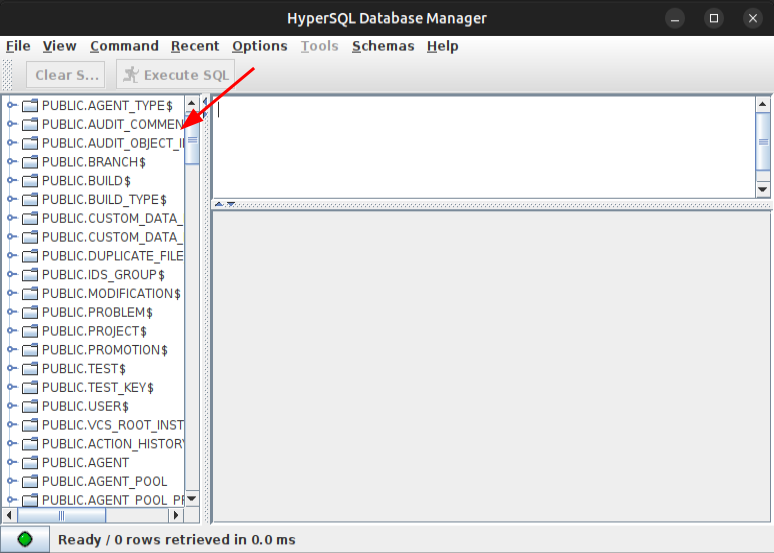 HyperSQL Database Manager
File View Command Recent Options Tools Schemas Help
Clear S... Execute SQL
PUBLIC.AGENT_TYPE$
PUBLIC.AUDIT_COMMEN
PUBLIC.AUDIT_OBJECT_I
PUBLIC.BRANCH$
PUBLIC.BUILD$
PUBLIC.BUILD_TYPE$
PUBLIC.CUSTOM_DATA_
PUBLIC.CUSTOM_DATA_
PUBLIC.DUPLICATE_FILE
PUBLIC.IDS_GROUP$
PUBLIC.MODIFICATION$
PUBLIC.PROBLEM$
PUBLIC.PROJECT$
PUBLIC.PROMOTION$
PUBLIC.TEST$
PUBLIC.TEST_KEY$
PUBLIC.USER$
PUBLIC.VCS_ROOT_INST
PUBLIC.ACTION_HISTORY
PUBLIC.AGENT
PUBLIC.AGENT_POOL
PUBLIC.AGENT_POOL_PR
Ready / 0 rows retrieved in 0.0 ms